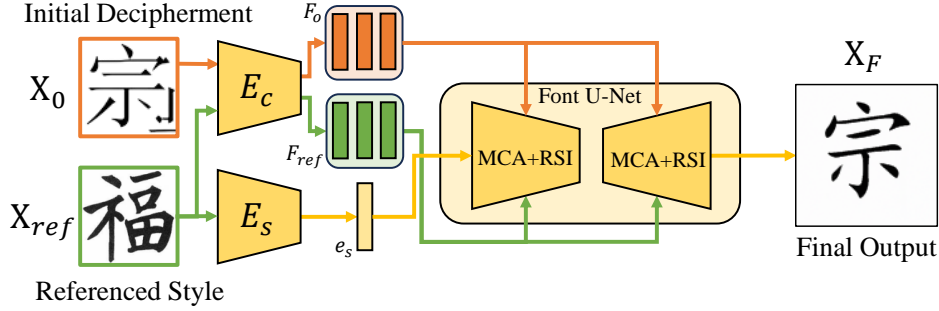 Initial Decipherment
X_0
宗
E_c
F_o
F_ref
X_ref
福
E_s
e_s
Font U-Net
MCA+RSI
MCA+RSI
X_F
宗
Final Output
Referenced Style